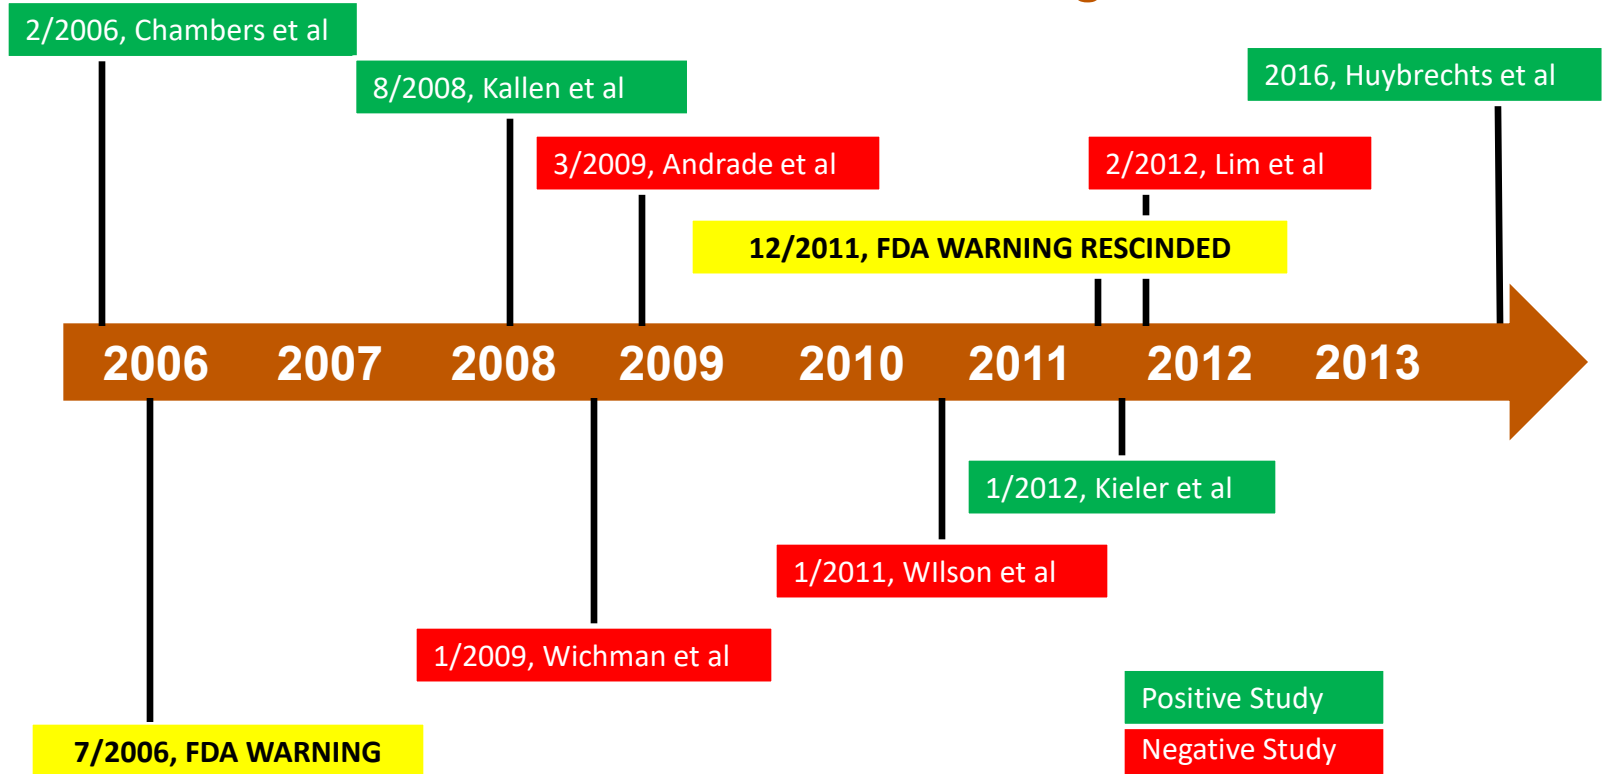 2/2006, Chambers et al
8/2008, Kallen et al
2016, Huybrechts et al
3/2009, Andrade et al
2/2012, Lim et al
12/2011, FDA WARNING RESCINDED
2006 2007 2008 2009 2010 2011 2012 2013
1/2012, Kieler et al
1/2011, WIlson et al
1/2009, Wichman et al
Positive Study
Negative Study
7/2006, FDA WARNING